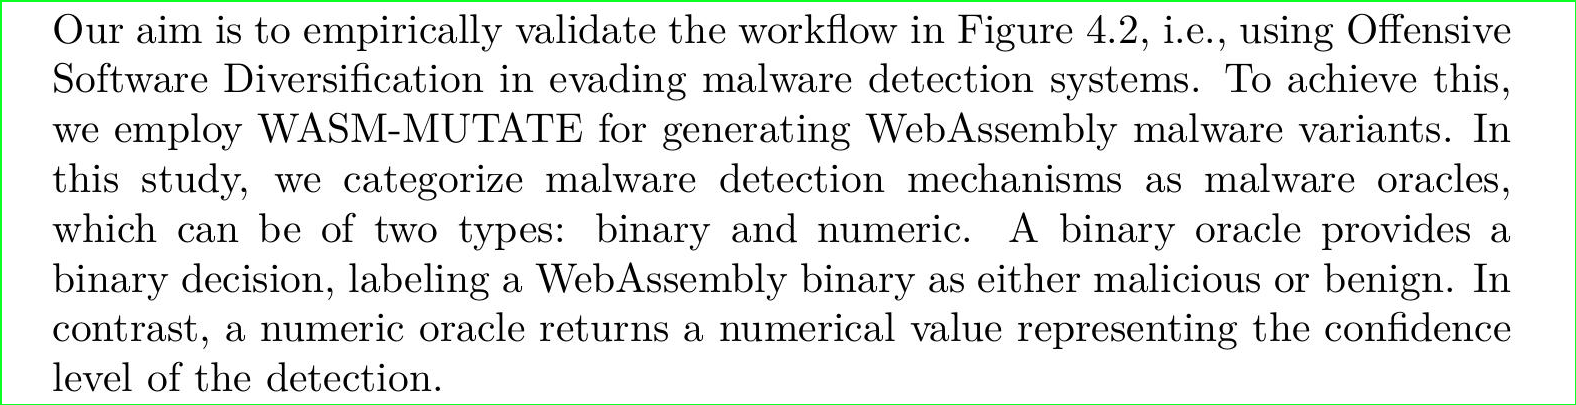 Our aim is to empirically validate the workflow in Figure 4.2, i.e., using Offensive
Software Diversification in evading malware detection systems. To achieve this,
we employ WASM-MUTATE for generating WebAssembly malware variants. In
this study, we categorize malware detection mechanisms as malware oracles,
which can be of two types: binary and numeric. A binary oracle provides a
binary decision, labeling a WebAssembly binary as either malicious or benign. In
contrast, a numeric oracle returns a numerical value representing the confidence
level of the detection.